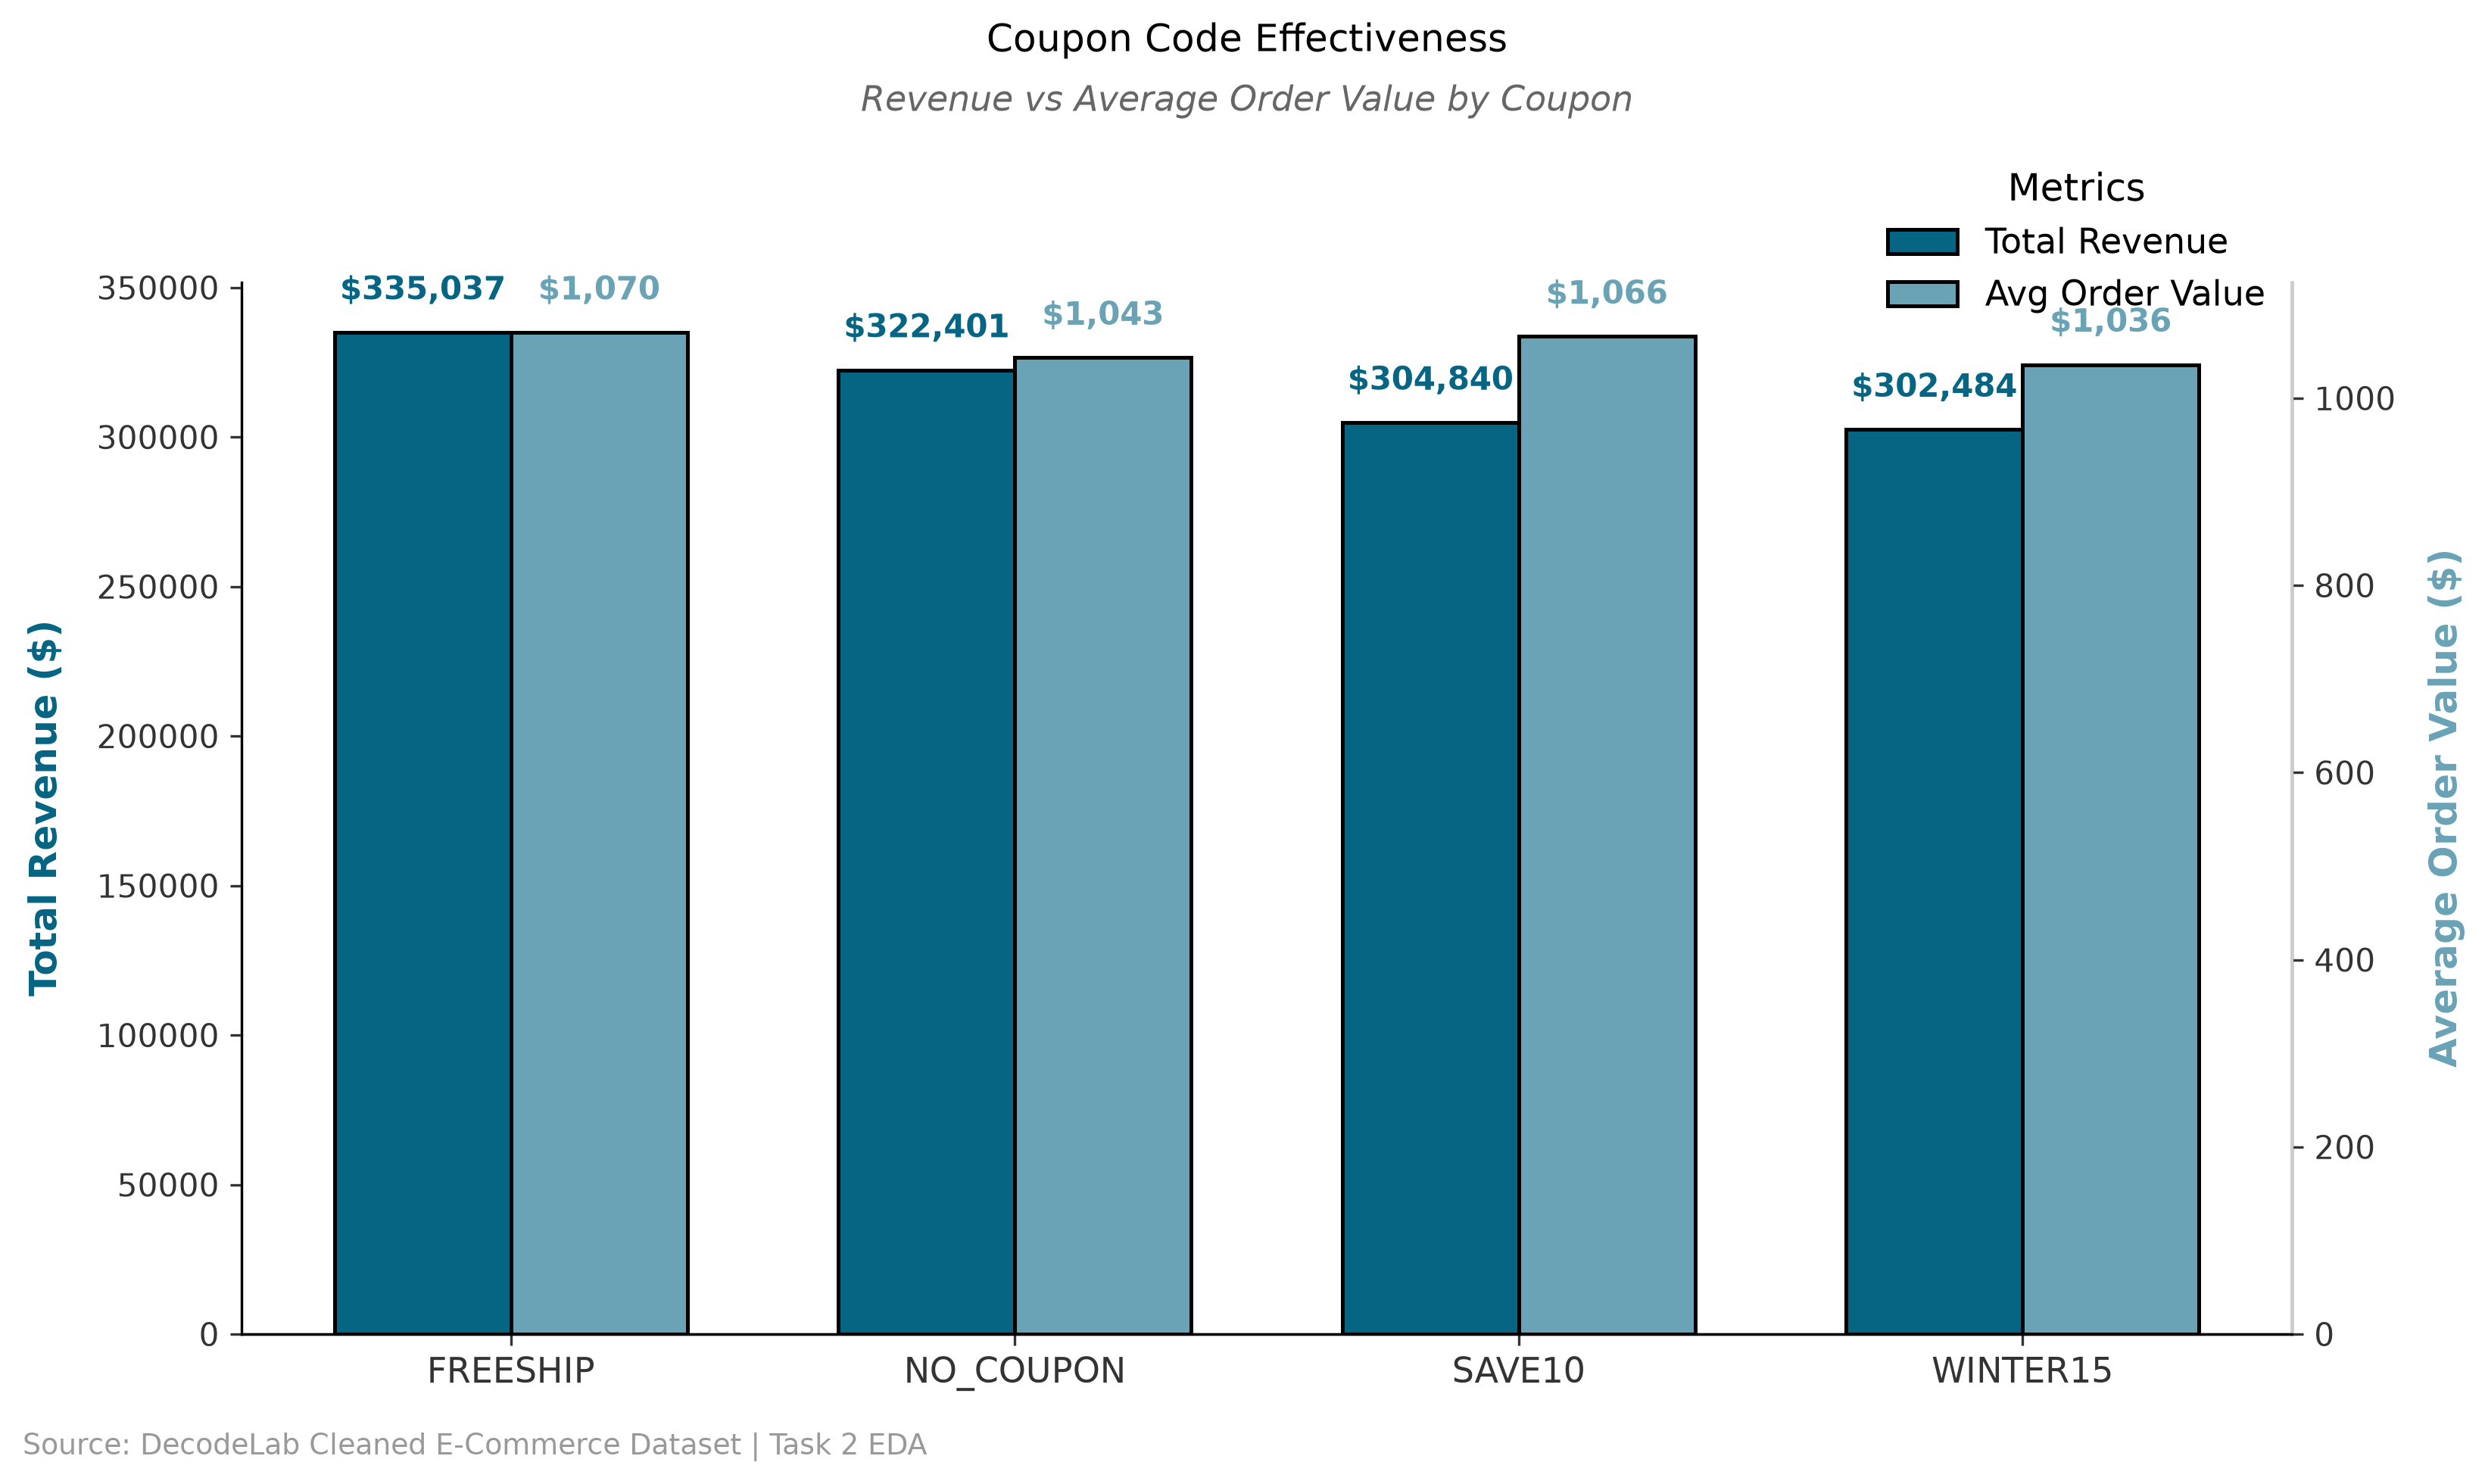 Coupon Code Effectiveness
Revenue vs Average Order Value by Coupon
Metrics
Total Revenue
Avg Order Value
$335,037
$1,070
$322,401
$1,043
$304,840
$1,066
$302,484
$1,036
Total Revenue ($)
350000
300000
250000
200000
150000
100000
50000
0
Average Order Value ($)
1000
800
600
400
200
0
FREESHIP
NO_COUPON
SAVE10
WINTER15
Source: DecodeLab Cleaned E-Commerce Dataset | Task 2 EDA